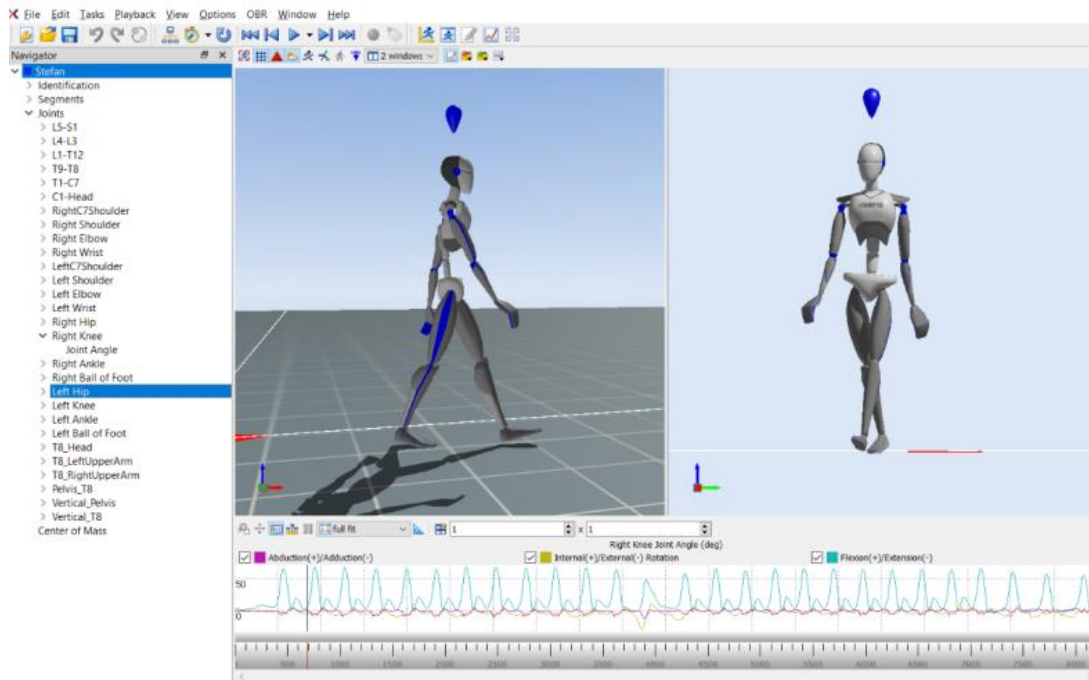 File Edit Tasks Playback View Options OBR Window Help
Navigator
2 windows
Stefan
Identification
Segments
Joints
L5-S1
L4-L3
L1-T12
T9-T8
T1-C7
C1-Head
RightC7Shoulder
Right Shoulder
Right Elbow
Right Wrist
LeftC7Shoulder
Left Shoulder
Left Elbow
Left Wrist
Right Hip
Right Knee
Joint Angle
Right Ankle
Right Ball of Foot
Left Hip
Left Knee
Left Ankle
Left Ball of Foot
T8_Head
T8_LeftUpperArm
T8_RightUpperArm
Pelvis_T8
Vertical_Pelvis
Vertical_T8
Center of Mass
full fit 1 x 1
Right Knee Joint Angle (deg)
Abduction(+)/Adduction(-) Internal(+)/External(-) Rotation Flexion(+)/Extension(-)
50
0
500 1000 1500 2000 2500 3000 3500 4000 4500 5000 5500 6000 6500 7000 7500 8000